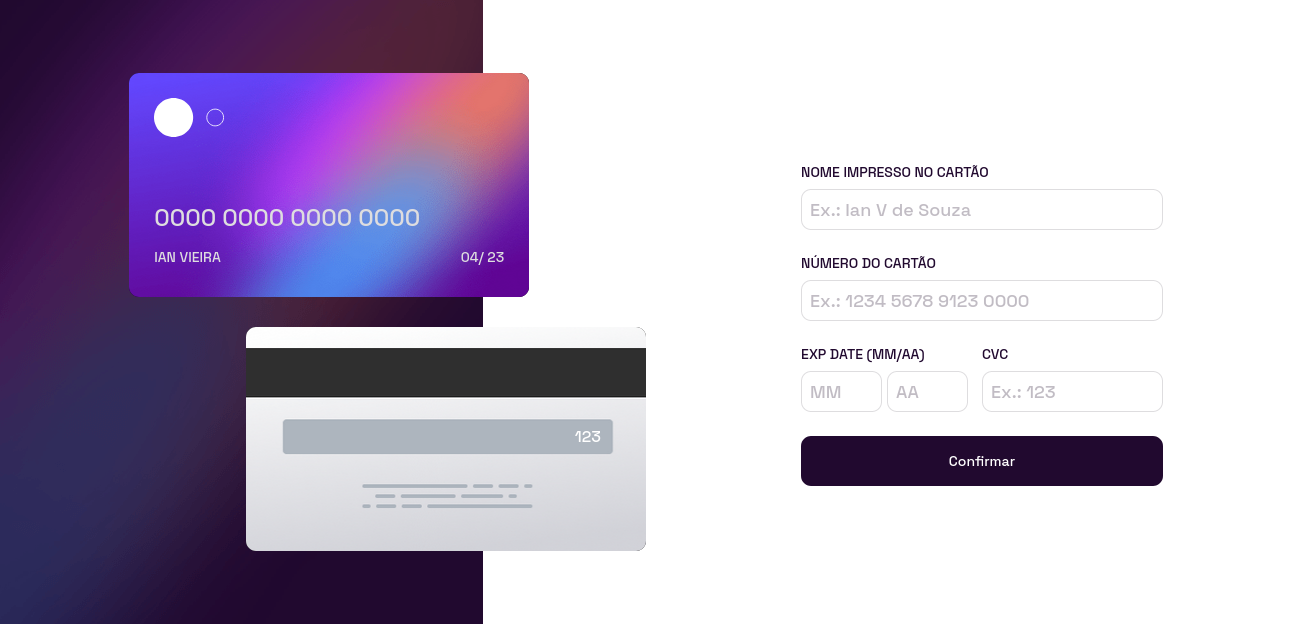 0000 0000 0000 0000
IAN VIEIRA
04/ 23
123
NOME IMPRESSO NO CARTÃO
Ex.: Ian V de Souza
NÚMERO DO CARTÃO
Ex.: 1234 5678 9123 0000
EXP DATE (MM/AA)
CVC
MM
AA
Ex.: 123
Confirmar